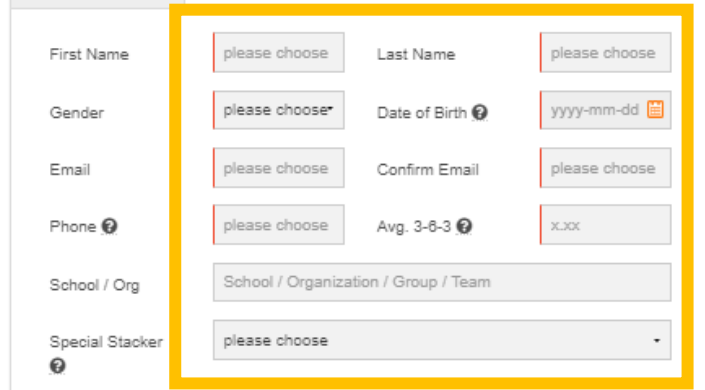 First Name please choose Last Name please choose
Gender please choose Date of Birth yyyy-mm-dd
Email please choose Confirm Email please choose
Phone please choose Avg. 3-6-3 x.xx
School / Org School / Organization / Group / Team
Special Stacker please choose